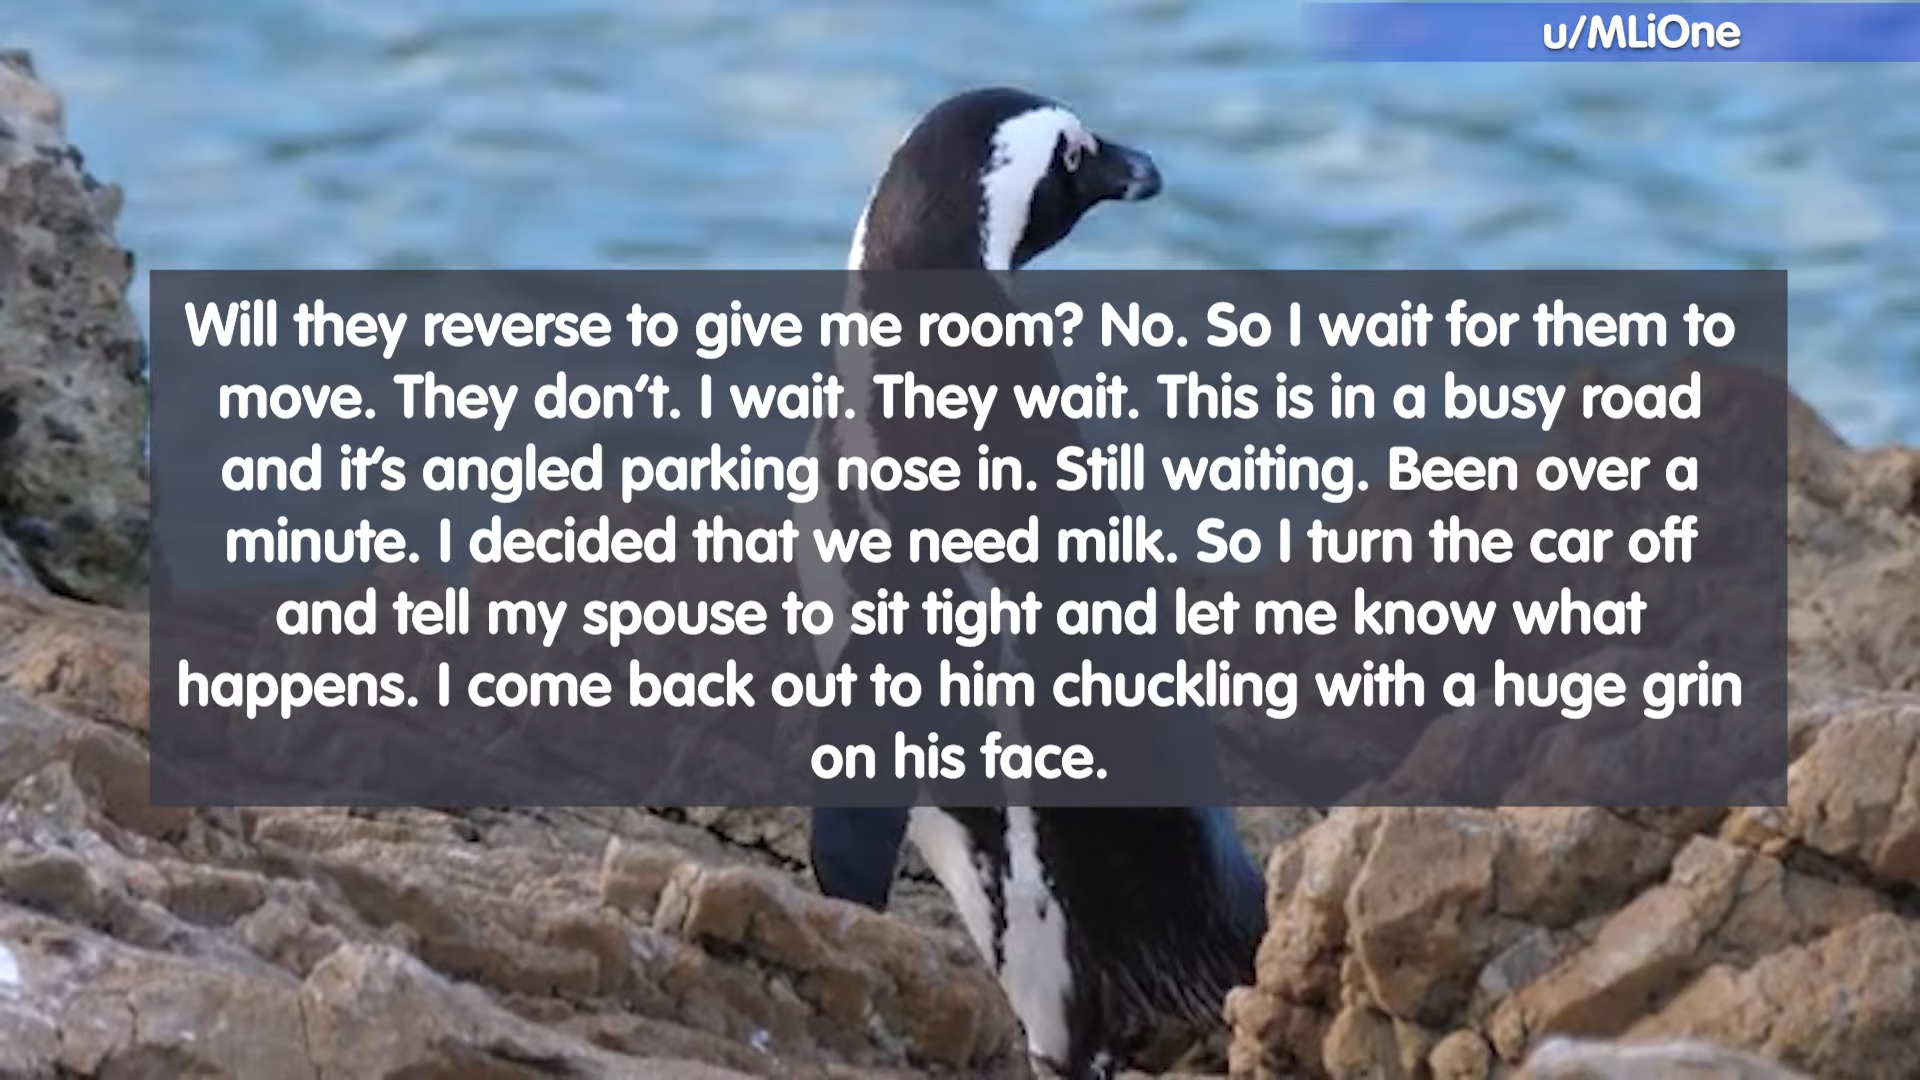 u/MLiOne
Will they reverse to give me room? No. So I wait for them to
move. They don't. I wait. They wait. This is in a busy road
and it's angled parking nose in. Still waiting. Been over a
minute. I decided that we need milk. So I turn the car off
and tell my spouse to sit tight and let me know what
happens. I come back out to him chuckling with a huge grin
on his face.